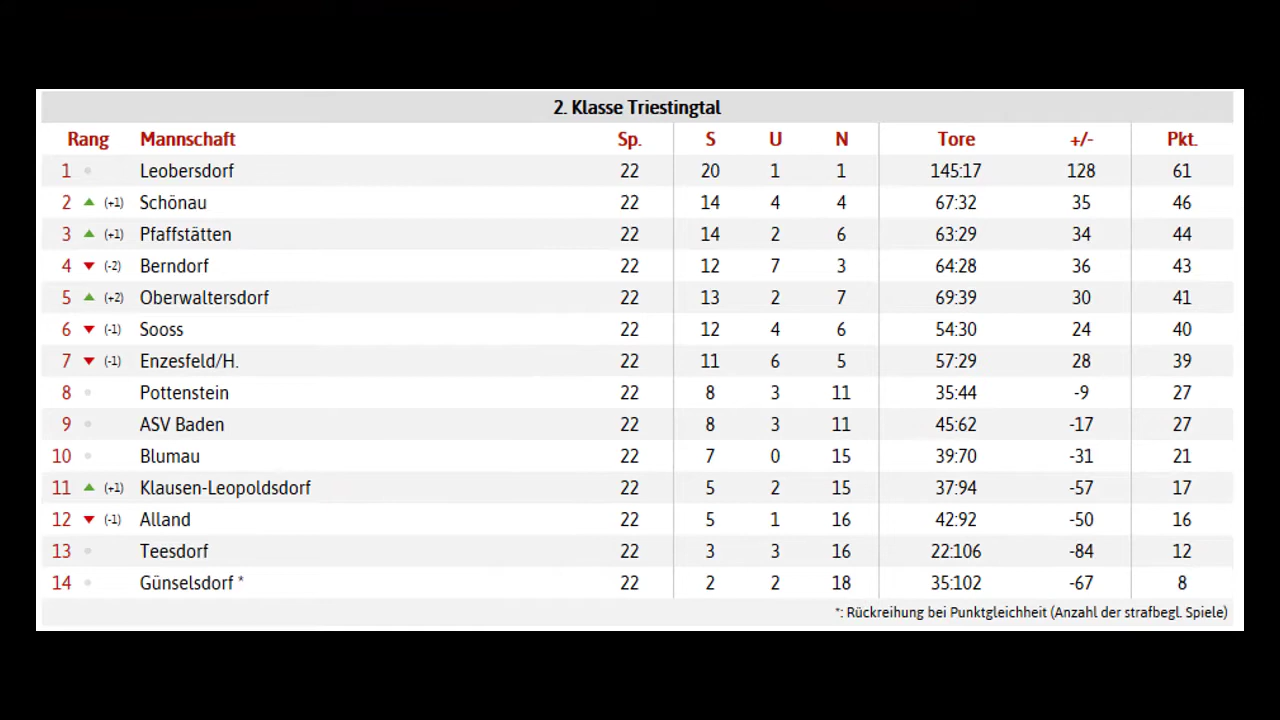 2. Klasse Triestingtal
Rang Mannschaft Sp. S U N Tore +/- Pkt.
1 Leobersdorf 22 20 1 1 145:17 128 61
2 (+1) Schönau 22 14 4 4 67:32 35 46
3 (+1) Pfaffstätten 22 14 2 6 63:29 34 44
4 (-2) Berndorf 22 12 7 3 64:28 36 43
5 (+2) Oberwaltersdorf 22 13 2 7 69:39 30 41
6 (-1) Sooss 22 12 4 6 54:30 24 40
7 (-1) Enzesfeld/H. 22 11 6 5 57:29 28 39
8 Pottenstein 22 8 3 11 35:44 -9 27
9 ASV Baden 22 8 3 11 45:62 -17 27
10 Blumau 22 7 0 15 39:70 -31 21
11 (+1) Klausen-Leopoldsdorf 22 5 2 15 37:94 -57 17
12 (-1) Alland 22 5 1 16 42:92 -50 16
13 Teesdorf 22 3 3 16 22:106 -84 12
14 Günselsdorf * 22 2 2 18 35:102 -67 8
*: Rückreihung bei Punktgleichheit (Anzahl der strafbegl. Spiele)